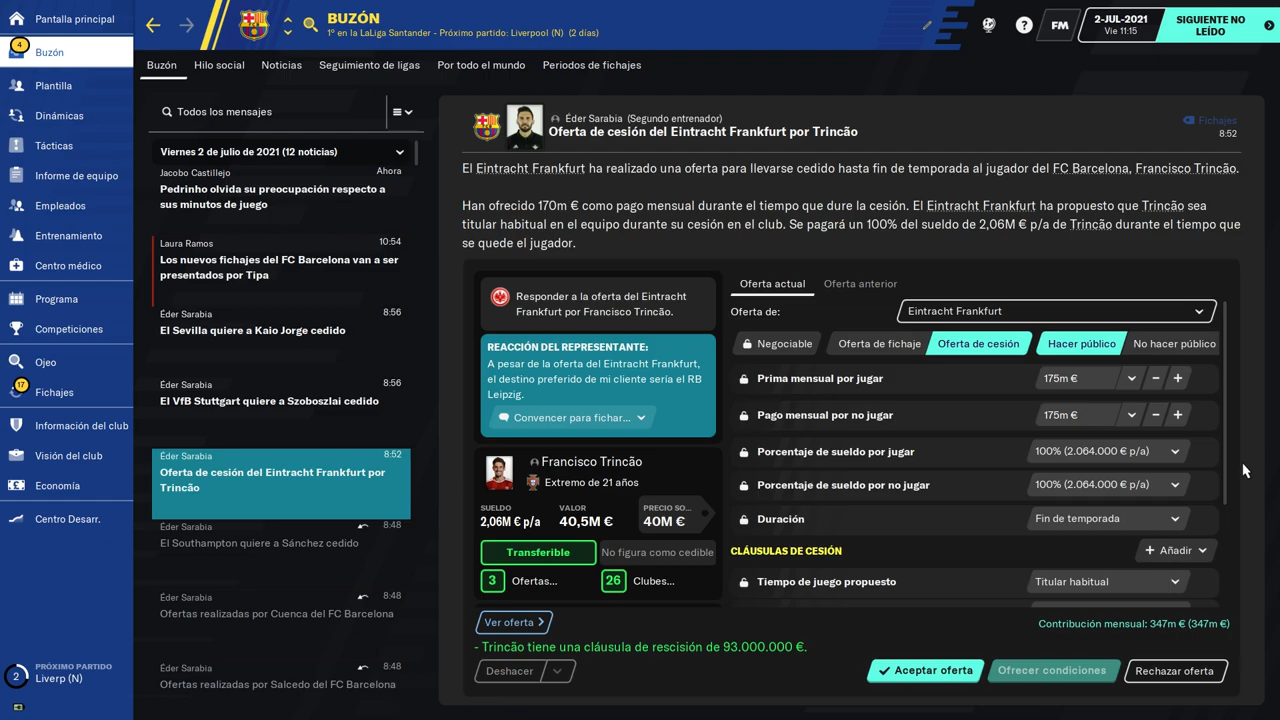 Pantalla principal
4
Buzón
Plantilla
Dinámicas
Tácticas
Informe de equipo
Empleados
Entrenamiento
Centro médico
Programa
Competiciones
Ojeo
17
Fichajes
Información del club
Visión del club
Economía
Centro Desarr.
2
PRÓXIMO PARTIDO
Liverp (N)
BUZÓN
1º en la LaLiga Santander - Próximo partido: Liverpool (N) (2 días)
?
FM
2-JUL-2021
Vie 11:15
SIGUIENTE NO
LEÍDO
Buzón
Hilo social
Noticias
Seguimiento de ligas
Por todo el mundo
Periodos de fichajes
Todos los mensajes
Viernes 2 de julio de 2021 (12 noticias)
Jacobo Castillejo Ahora
Pedrinho olvida su preocupación respecto a
sus minutos de juego
Laura Ramos 10:54
Los nuevos fichajes del FC Barcelona van a ser
presentados por Tipa
Éder Sarabia 8:56
El Sevilla quiere a Kaio Jorge cedido
Éder Sarabia 8:56
El VfB Stuttgart quiere a Szoboszlai cedido
Éder Sarabia 8:52
Oferta de cesión del Eintracht Frankfurt por
Trincão
Éder Sarabia 8:48
El Southampton quiere a Sánchez cedido
Éder Sarabia 8:48
Ofertas realizadas por Cuenca del FC Barcelona
Éder Sarabia 8:48
Ofertas realizadas por Salcedo del FC Barcelona
Éder Sarabia (Segundo entrenador)
Oferta de cesión del Eintracht Frankfurt por Trincão
Fichajes
8:52
El Eintracht Frankfurt ha realizado una oferta para llevarse cedido hasta fin de temporada al jugador del FC Barcelona, Francisco Trincão.
Han ofrecido 170m € como pago mensual durante el tiempo que dure la cesión. El Eintracht Frankfurt ha propuesto que Trincão sea
titular habitual en el equipo durante su cesión en el club. Se pagará un 100% del sueldo de 2,06M € p/a de Trincão durante el tiempo que
se quede el jugador.
Responder a la oferta del Eintracht
Frankfurt por Francisco Trincão.
REACCIÓN DEL REPRESENTANTE:
A pesar de la oferta del Eintracht Frankfurt,
el destino preferido de mi cliente sería el RB
Leipzig.
Convencer para fichar...
Francisco Trincão
Extremo de 21 años
SUELDO VALOR PRECIO SO...
2,06M € p/a 40,5M € 40M €
Transferible No figura como cedible
3 Ofertas... 26 Clubes...
Oferta actual Oferta anterior
Oferta de: Eintracht Frankfurt
Negociable Oferta de fichaje Oferta de cesión Hacer público No hacer público
Prima mensual por jugar 175m €
Pago mensual por no jugar 175m €
Porcentaje de sueldo por jugar 100% (2.064.000 € p/a)
Porcentaje de sueldo por no jugar 100% (2.064.000 € p/a)
Duración Fin de temporada
CLÁUSULAS DE CESIÓN + Añadir
Tiempo de juego propuesto Titular habitual
Ver oferta
Contribución mensual: 347m € (347m €)
- Trincão tiene una cláusula de rescisión de 93.000.000 €.
Deshacer
Aceptar oferta
Ofrecer condiciones
Rechazar oferta